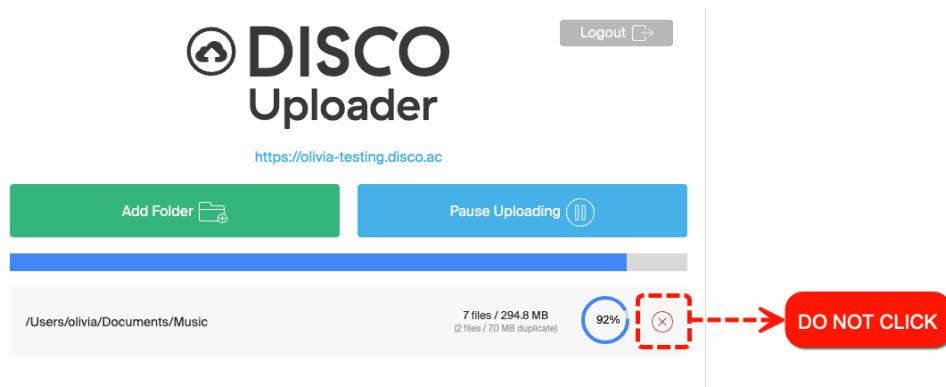 DISCO
Uploader
Logout
https://olivia-testing.disco.ac
Add Folder
Pause Uploading
/Users/olivia/Documents/Music
7 files / 294.8 MB
(2 files / 7.0 MB duplicate)
92%
DO NOT CLICK